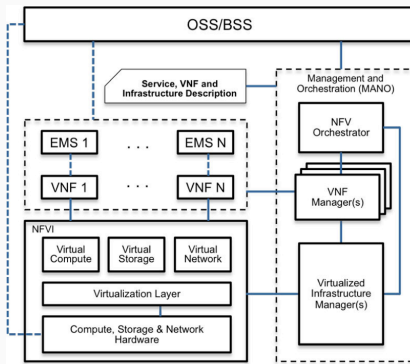 OSS/BSS
Service, VNF and
Infrastructure Description
Management and
Orchestration (MANO)
NFV
Orchestrator
EMS 1
. . .
EMS N
VNF 1
. . .
VNF N
VNF
Manager(s)
NFVI
Virtual
Compute
Virtual
Storage
Virtual
Network
Virtualization Layer
Virtualized
Infrastructure
Manager(s)
Compute, Storage & Network
Hardware